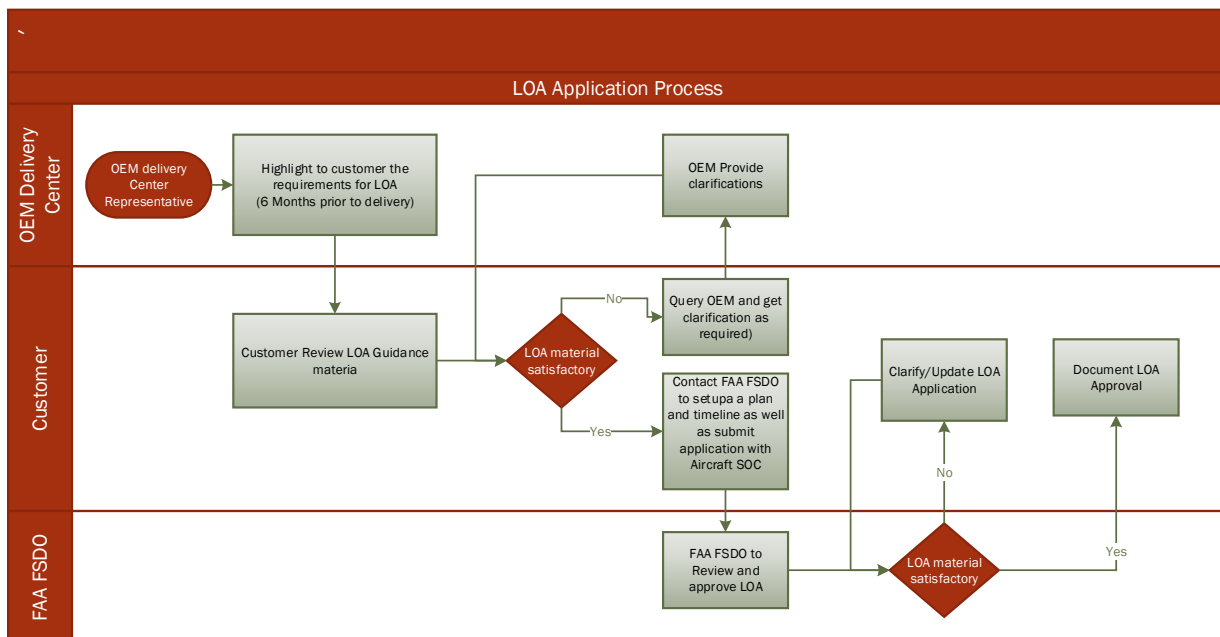 `
LOA Application Process
OEM Delivery
Center
OEM delivery
Center
Representative
Highlight to customer the
requirements for LOA
(6 Months prior to delivery)
OEM Provide
clarifications
Customer
Customer Review LOA Guidance
materia
LOA material
satisfactory
No
Query OEM and get
clarification as
required)
Yes
Contact FAA FSDO
to setupa a plan
and timeline as well
as submit
application with
Aircraft SOC
Clarify/Update LOA
Application
Document LOA
Approval
No
Yes
FAA FSDO
FAA FSDO to
Review and
approve LOA
LOA material
satisfactory